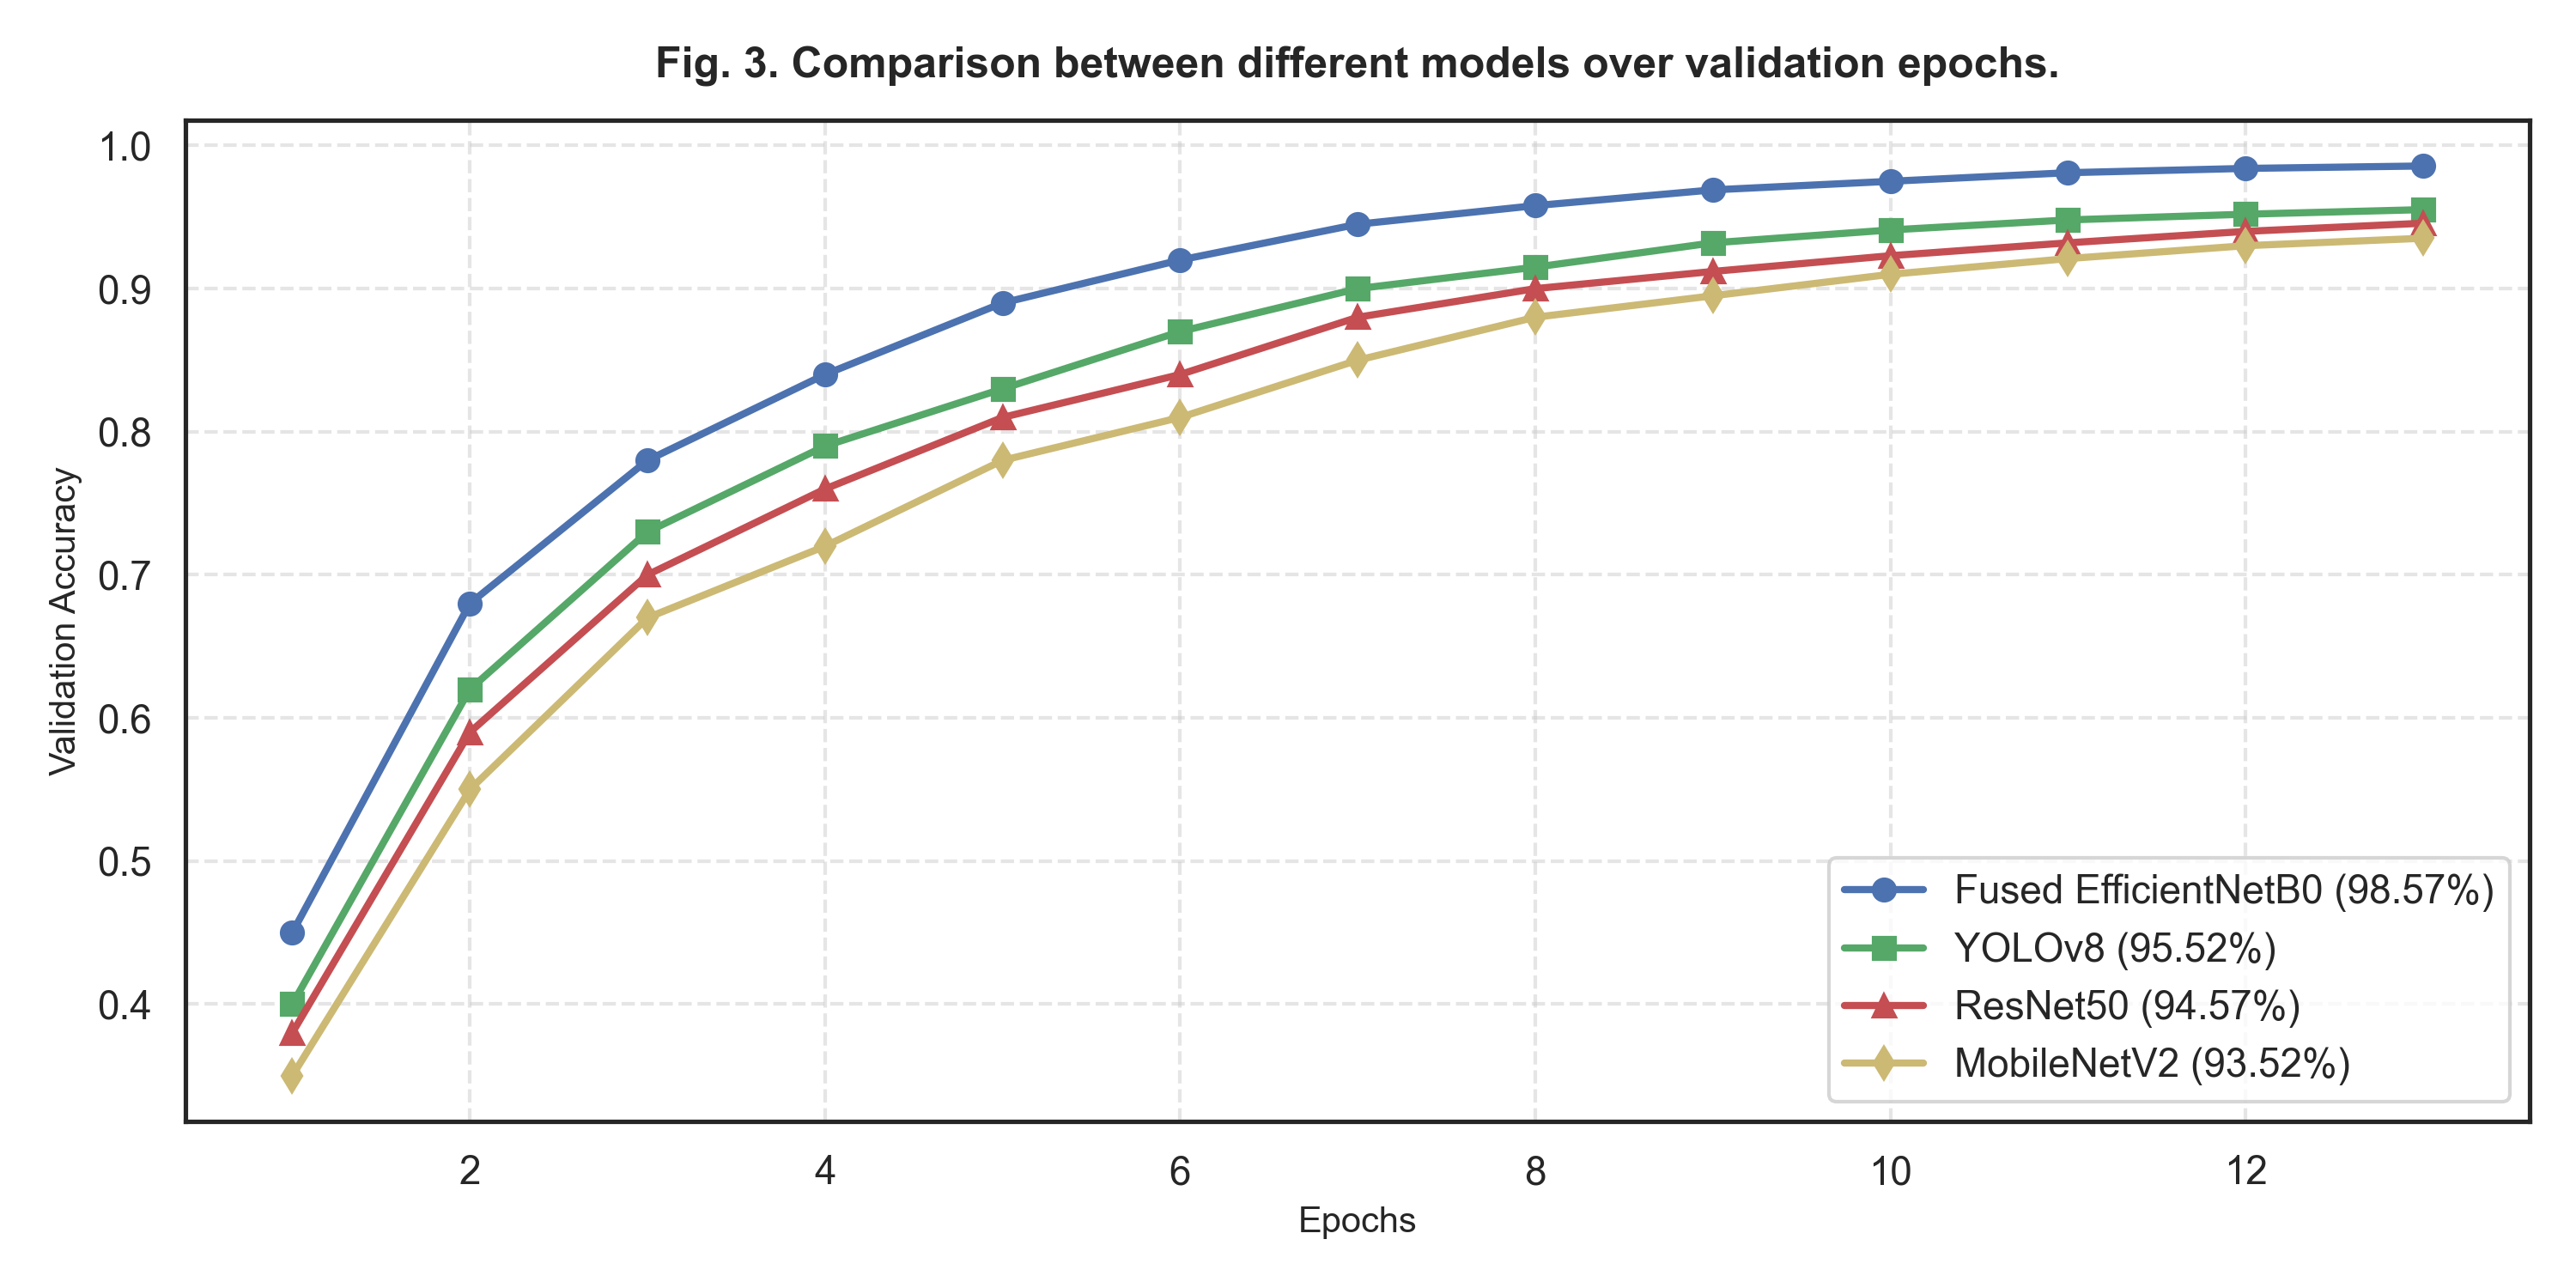 Fig. 3. Comparison between different models over validation epochs.
Validation Accuracy
1.0
0.9
0.8
0.7
0.6
0.5
0.4
Fused EfficientNetB0 (98.57%)
YOLOv8 (95.52%)
ResNet50 (94.57%)
MobileNetV2 (93.52%)
2 4 6 8 10 12
Epochs